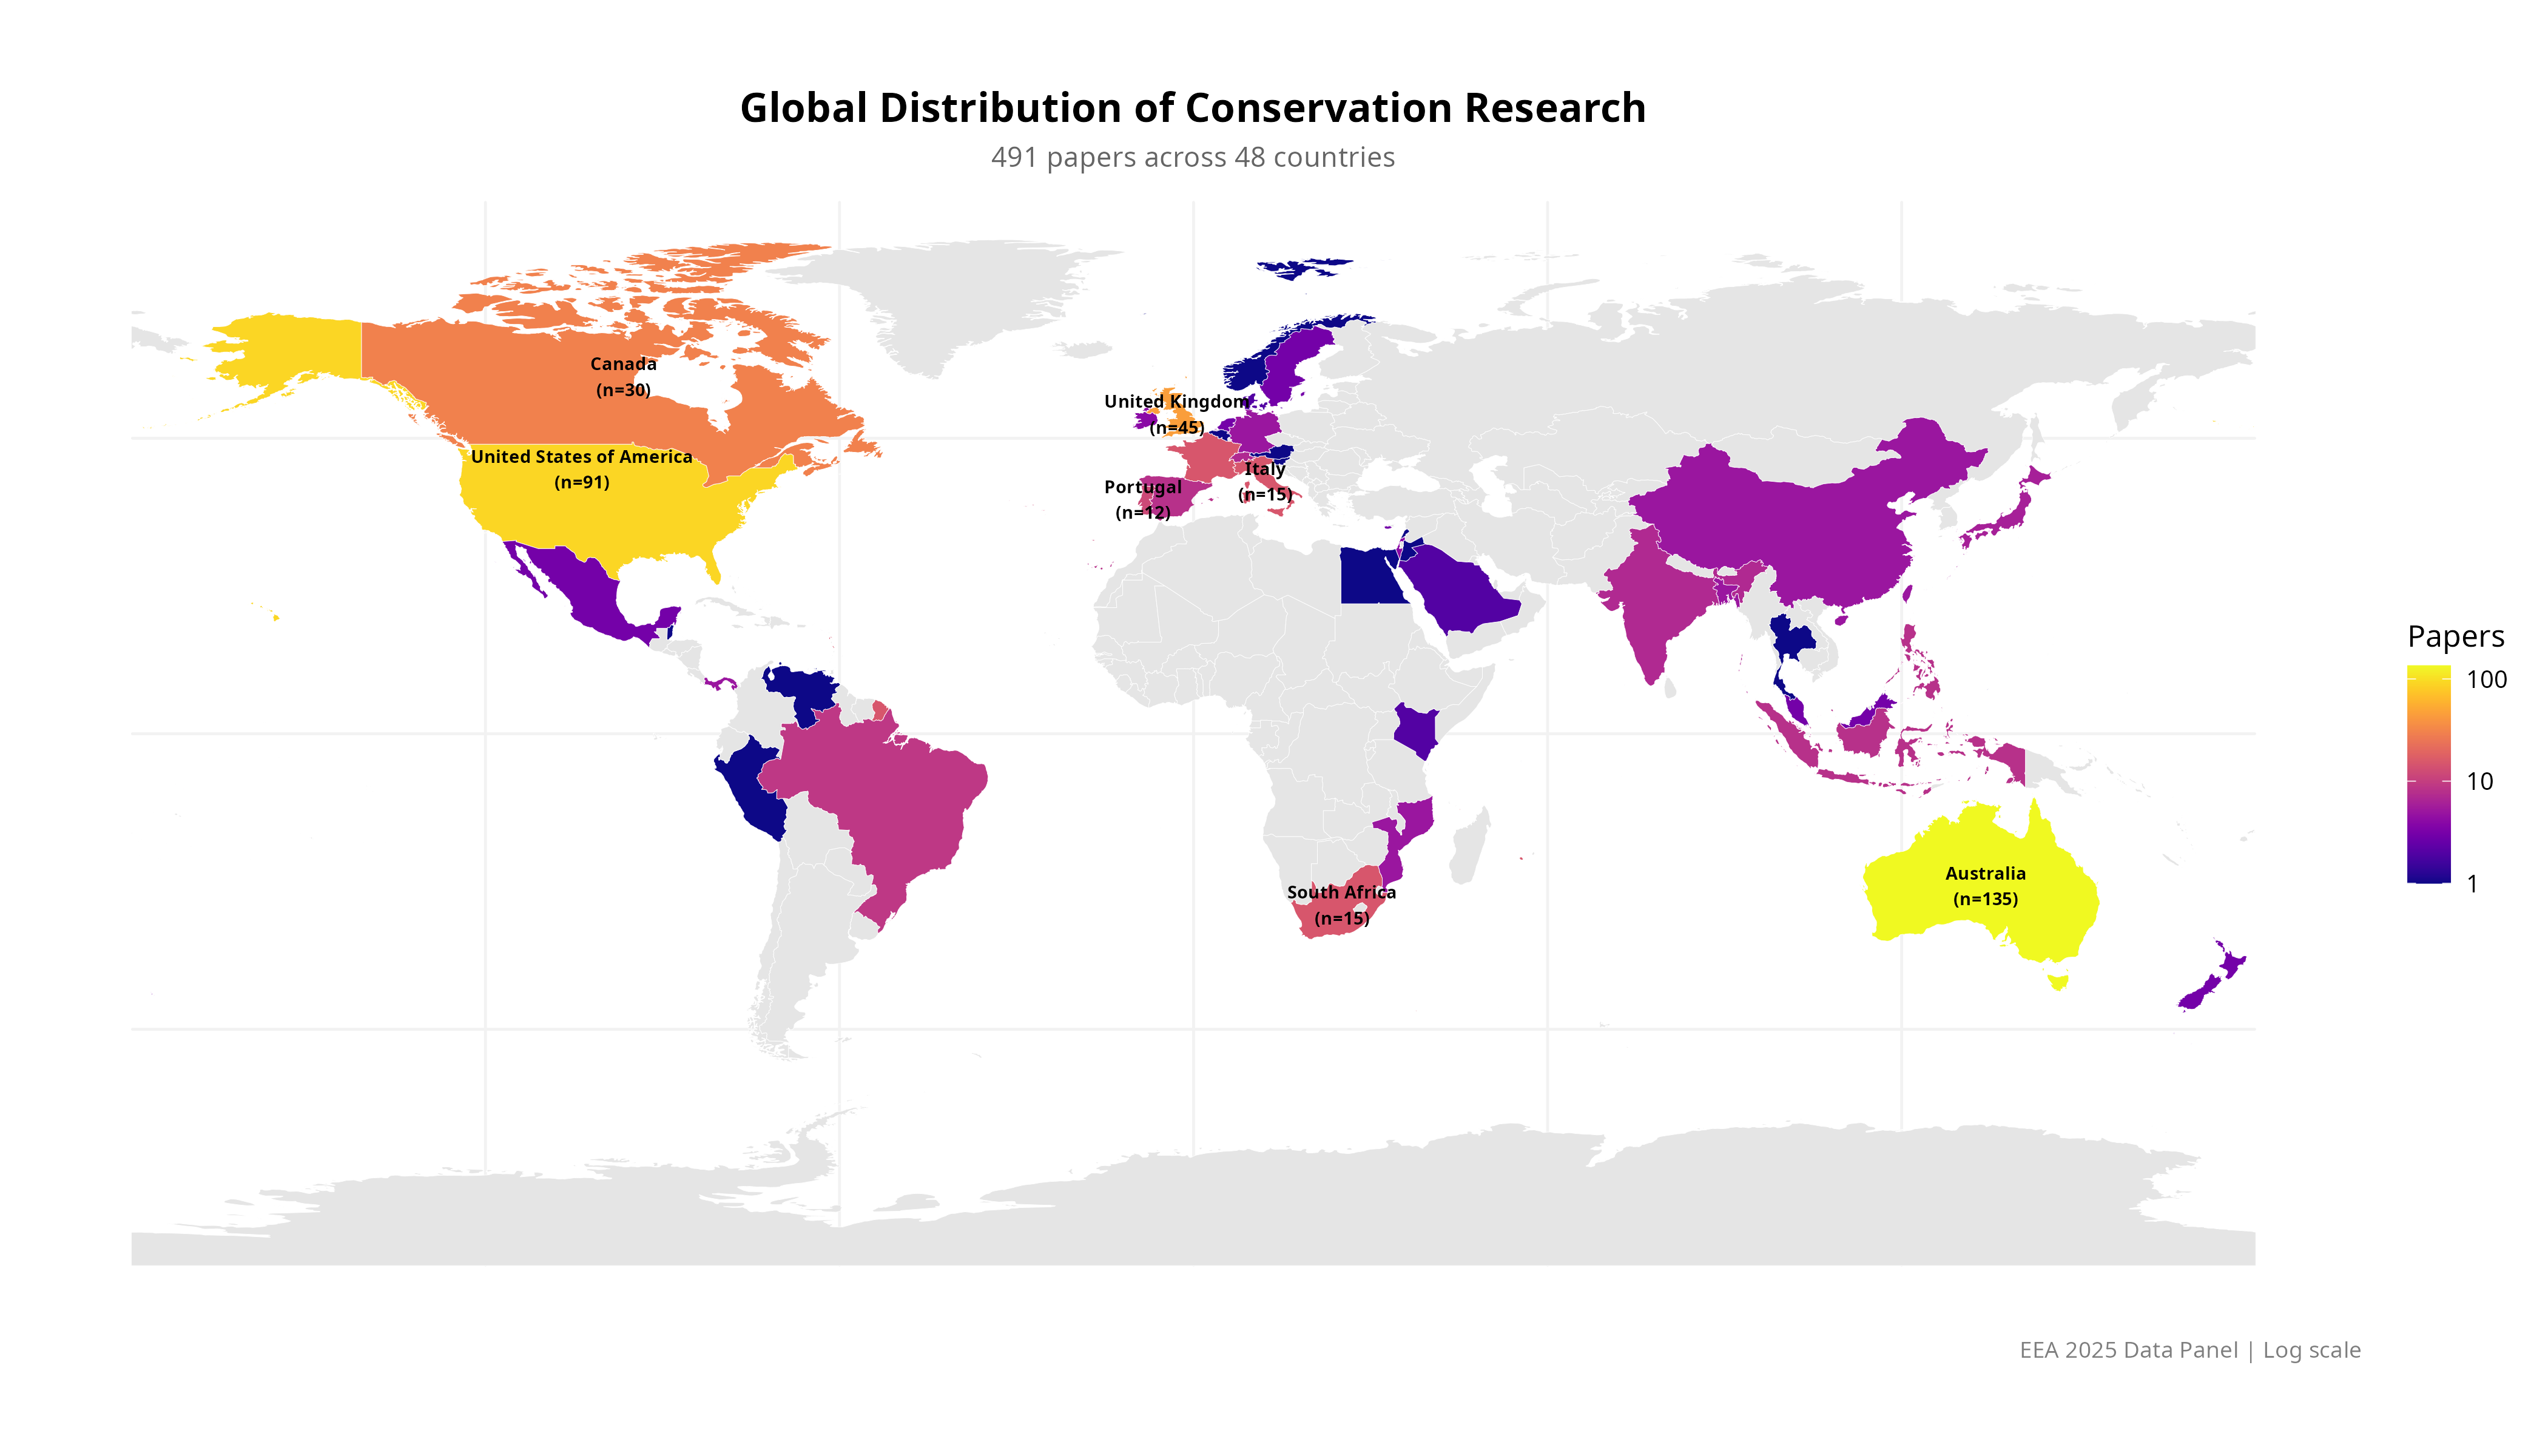 Global Distribution of Conservation Research
491 papers across 48 countries
Canada
(n=30)
United Kingdom
(n=45)
United States of America
(n=91)
Italy
(n=15)
Portugal
(n=12)
South Africa
(n=15)
Australia
(n=135)
Papers
100
10
1
EEA 2025 Data Panel | Log scale